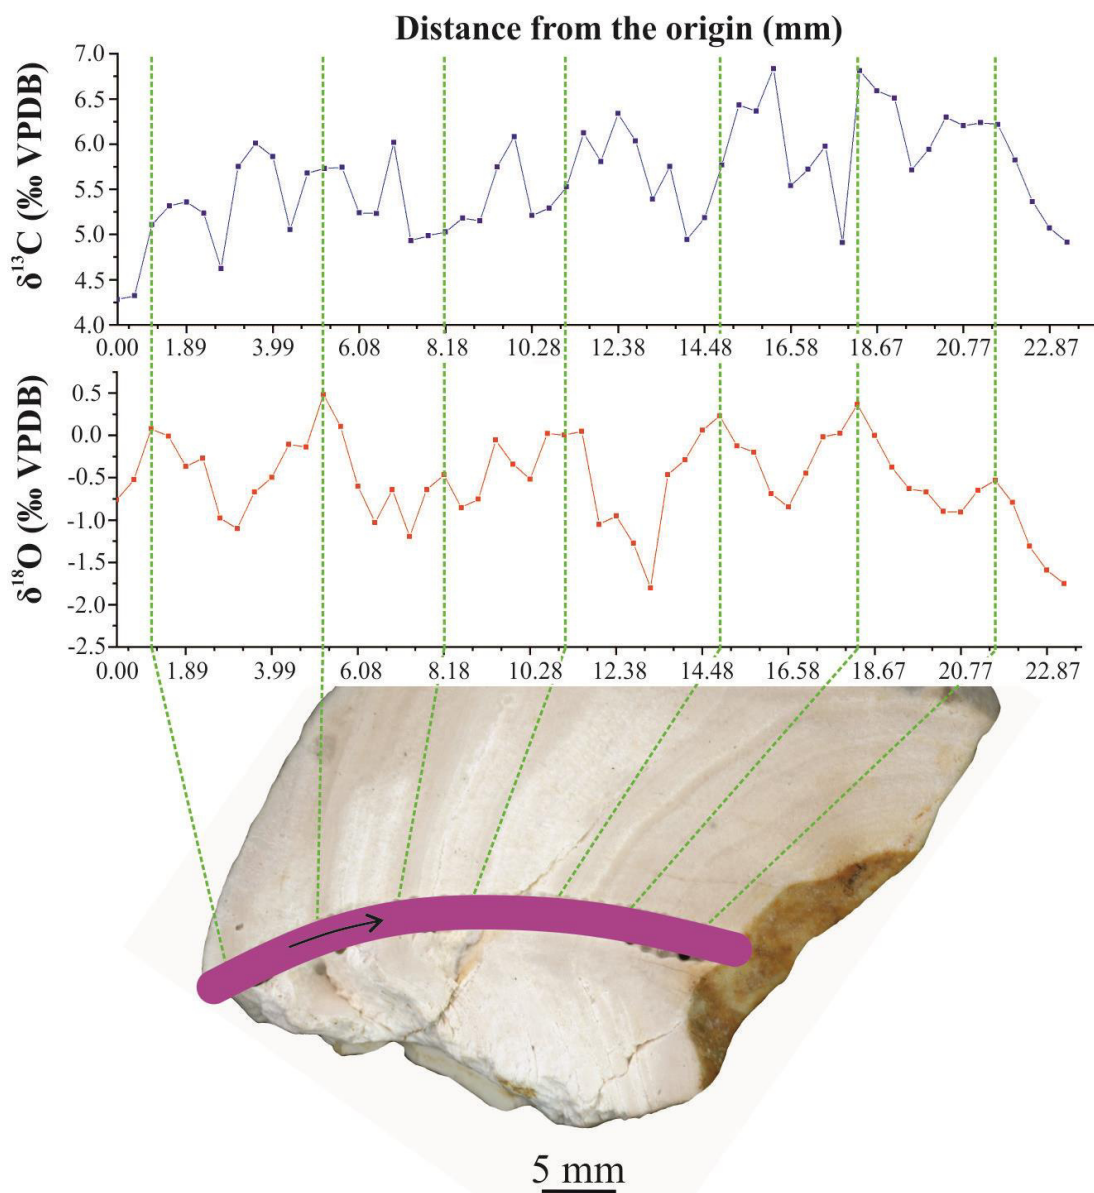 Distance from the origin (mm)
δ¹³C (‰ VPDB)
7.0
6.5
6.0
5.5
5.0
4.5
4.0
0.00 1.89 3.99 6.08 8.18 10.28 12.38 14.48 16.58 18.67 20.77 22.87
δ¹⁸O (‰ VPDB)
0.5
0.0
-0.5
-1.0
-1.5
-2.0
-2.5
0.00 1.89 3.99 6.08 8.18 10.28 12.38 14.48 16.58 18.67 20.77 22.87
5 mm